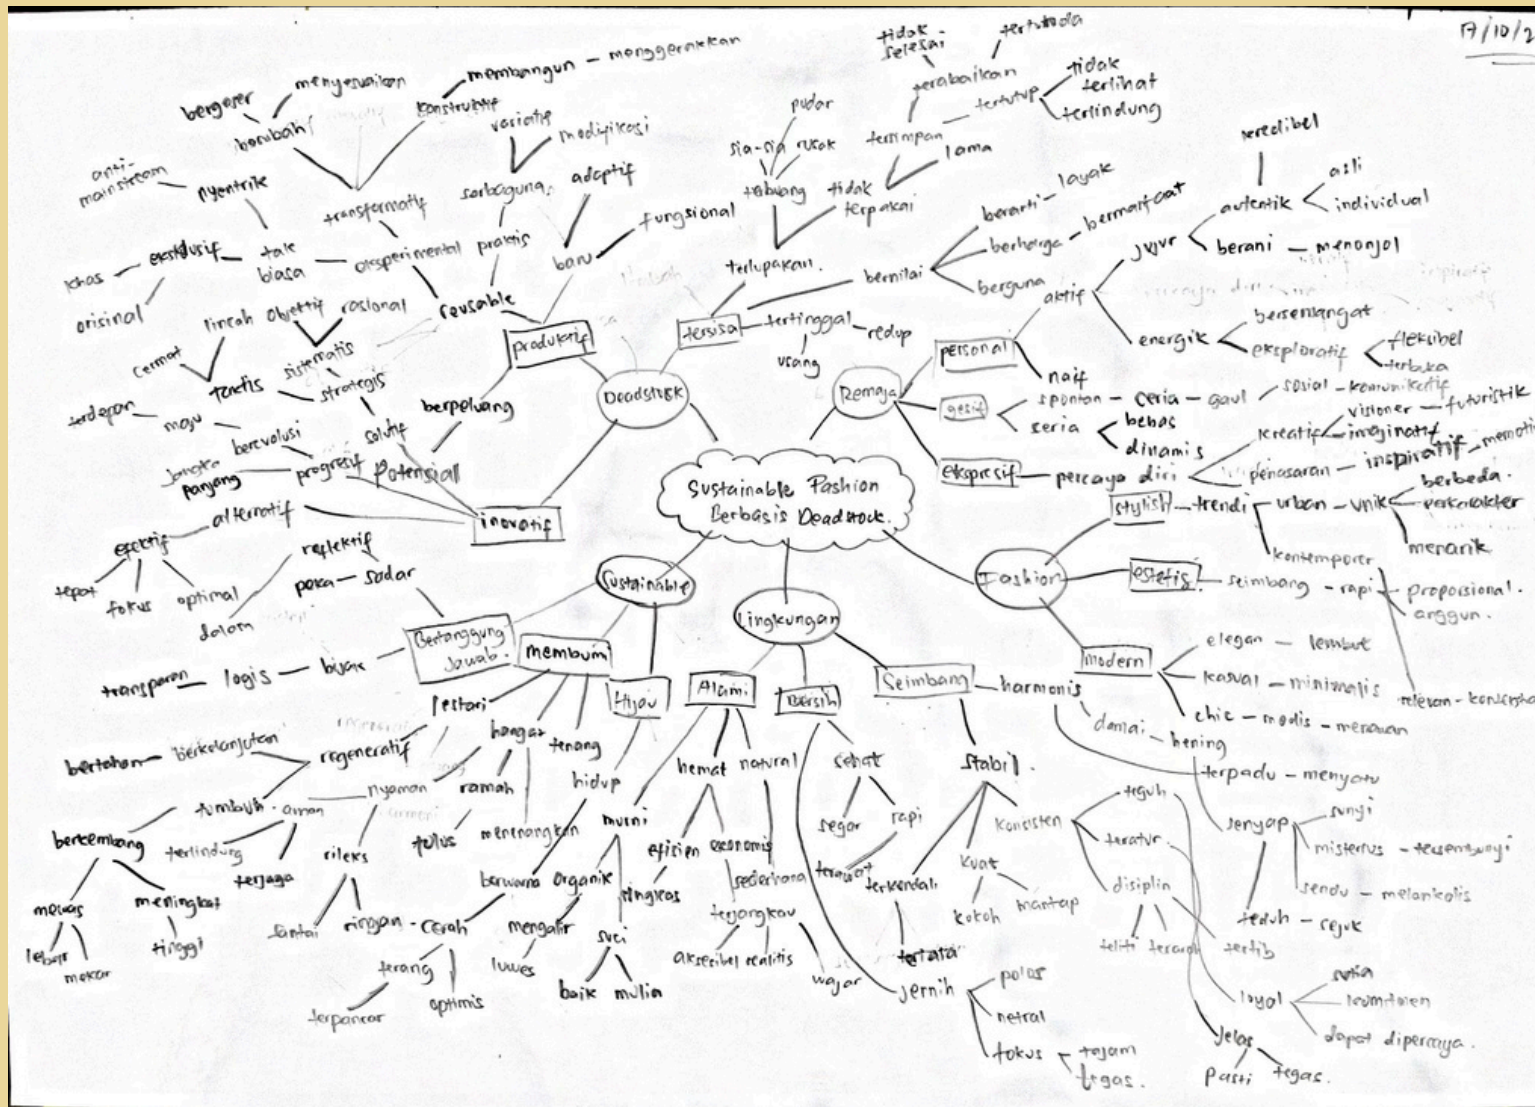 17/10/2
Sustainable Fashion
Berbasis Deadstock.
Deadstock
produktif
reusable
eksperimental
transformatif
berubah
bergeser
menyesuaikan
konstruktif
membangun - menggerakkan
tak
biasa
nyentrik
anti-
mainstream
eksklusif
khas
orisinal
praktis
serbaguna
variatif
modifikasi
baru
adaptif
fungsional
berpeluang
potensial
inovatif
solutif
strategis
sistematis
objektif
rasional
taktis
cermat
lincah
progresif
berevolusi
maju
terdepan
jangka
panjang
alternatif
efektif
tepat
fokus
optimal
tersisa
terlupakan.
terbuang
sia-sia
pudar
rusak
tidak
terpakai
tersimpan
lama
terabaikan
tidak
selesai
tertunda
tertutup
tidak
terlihat
terlindung
tertinggal
redup
usang
bernilai
berarti
layak
berharga - bermanfaat
berguna
Remaja
personal
aktif
jujur
autentik
kredibel
asli
individual
berani - menonjol
energik
bersemangat
eksploratif
fleksibel
terbuka
naif
spontan - ceria - gaul
sosial - komunikatif
ceria
bebas
dinamis
ekspresif
percaya diri
kreatif
visioner - futuristik
imajinatif
penasaran - inspiratif
Fashion
stylish
trendi
urban - unik
berbeda.
berkarakter
menarik
kontemporer
estetis
seimbang - rapi
proporsional.
anggun.
modern
elegan - lembut
kasual - minimalis
chic - modis - menawan
Sustainable
Bertanggung
Jawab.
peka - sadar
reflektif
dalam
bijak
logis
transparan
membumi
lestari
regeneratif
berkelanjutan
bertahan
tumbuh
berkembang
meluas
lebar
mekar
meningkat
tinggi
hangat
nyaman
aman
terlindung
terjaga
rileks
santai
ringan - cerah
ramah
tulus
menenangkan
tenang
Hijau
hidup
berwarna
terang
terpancar
optimis
Lingkungan
Alami
murni
organik
mengalir
luwes
suci
baik
mulia
hemat
efisien
ringkas
ekonomis
sederhana
terjangkau
aksesibel
realitis
wajar
natural
Bersih
sehat
segar
rapi
terawat
jernih
polos
netral
fokus
tajam
tegas.
Seimbang
harmonis
damai - hening
terpadu - menyatu
stabil.
terkendali
tertata
kuat
kokoh
mantap
konsisten
teguh
teratur.
disiplin
teliti
terarah
tertib
senyap
sunyi
misterius - tersembunyi
sendu - melankolis
teduh - sejuk
loyal
setia
komitmen
dapat dipercaya.
jelas
pasti
tegas.